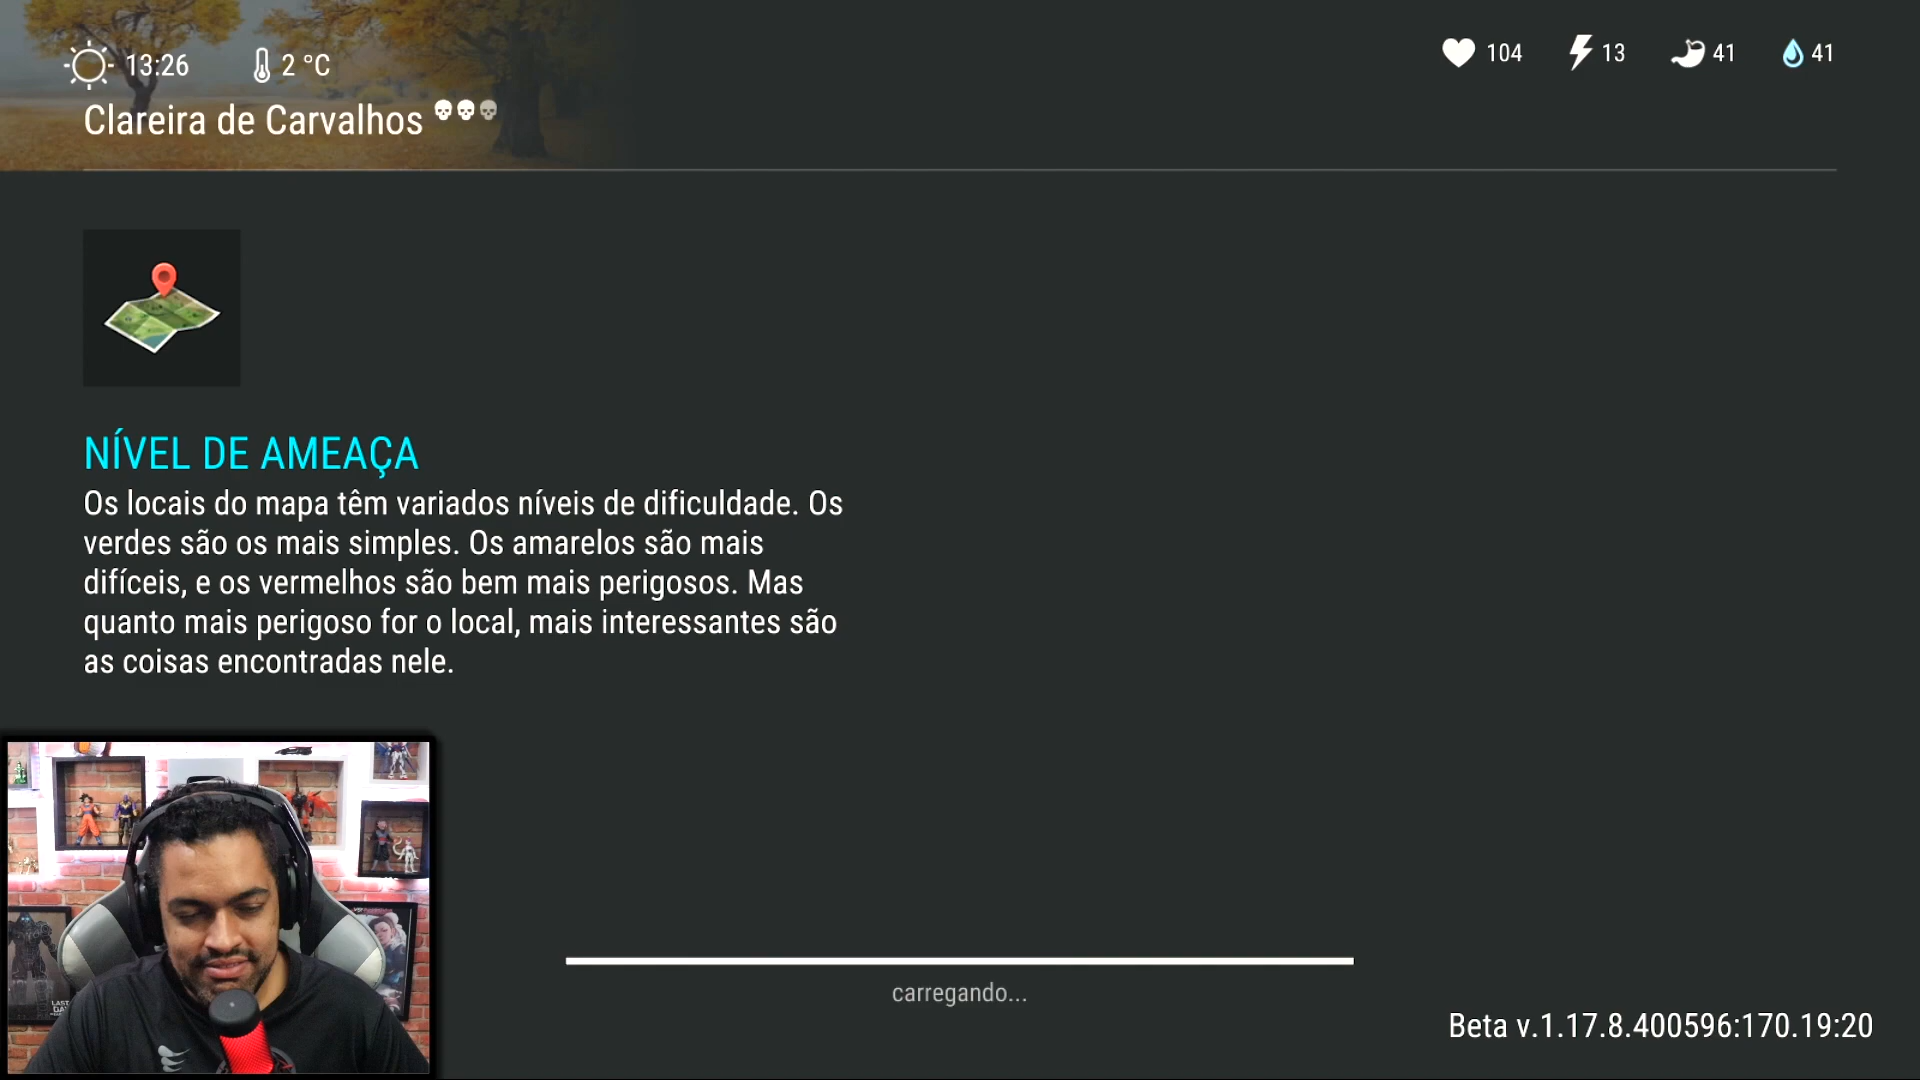 13:26
2 °C
104
13
41
41
Clareira de Carvalhos
NÍVEL DE AMEAÇA
Os locais do mapa têm variados níveis de dificuldade. Os
verdes são os mais simples. Os amarelos são mais
difíceis, e os vermelhos são bem mais perigosos. Mas
quanto mais perigoso for o local, mais interessantes são
as coisas encontradas nele.
LAST
DAY
carregando...
Beta v.1.17.8.400596:170.19:20